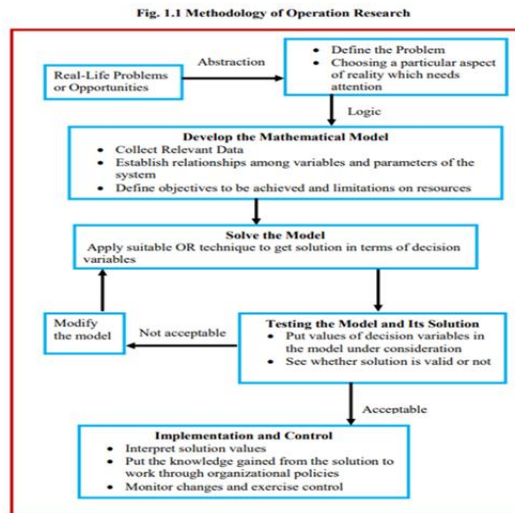 Fig. 1.1 Methodology of Operation Research
Real-Life Problems
or Opportunities
Abstraction
• Define the Problem
• Choosing a particular aspect
of reality which needs
attention
Logic
Develop the Mathematical Model
• Collect Relevant Data
• Establish relationships among variables and parameters of the
system
• Define objectives to be achieved and limitations on resources
Solve the Model
Apply suitable OR technique to get solution in terms of decision
variables
Modify
the model
Not acceptable
Testing the Model and Its Solution
• Put values of decision variables
in the model under consideration
• See whether solution is valid or not
Acceptable
Implementation and Control
• Interpret solution values
• Put the knowledge gained from the solution to
work through organizational policies
• Monitor changes and exercise control